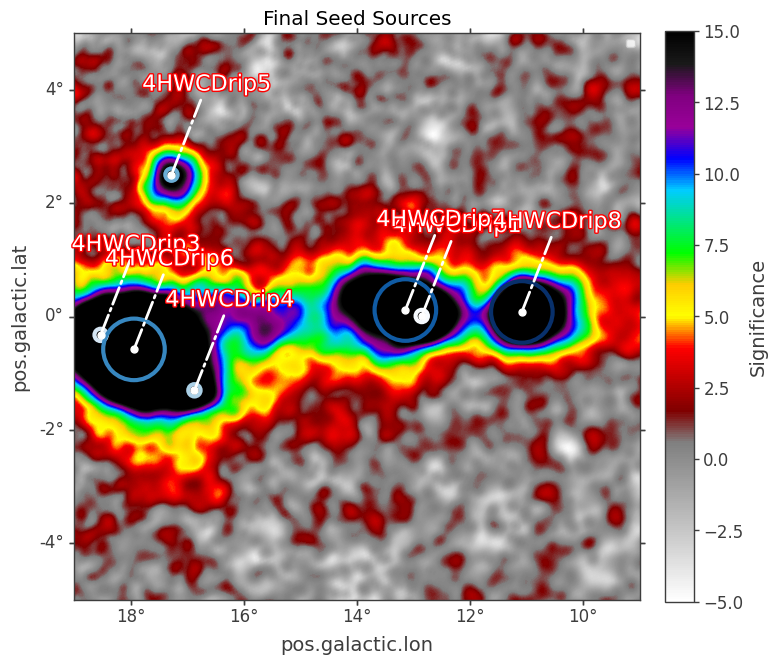 Final Seed Sources
4HWCDrip5
4HWCDrip3
4HWCDrip6
4HWCDrip4
4HWCDrip7
4HWCDrip1
4HWCDrip8
4°
2°
0°
-2°
-4°
18°
16°
14°
12°
10°
pos.galactic.lon
pos.galactic.lat
15.0
12.5
10.0
7.5
5.0
2.5
0.0
−2.5
−5.0
Significance